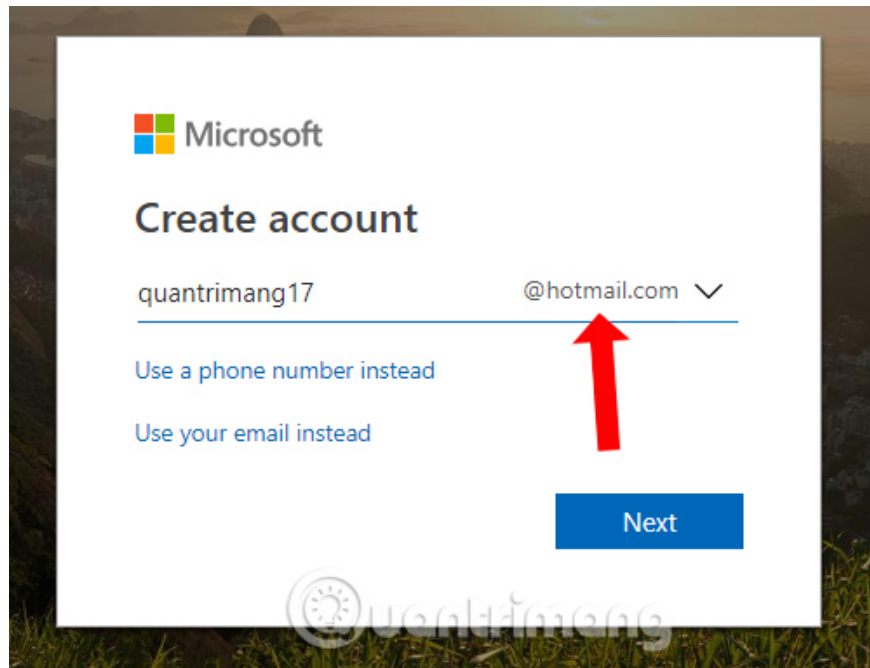 Microsoft
Create account
quantrimang17 @hotmail.com
Use a phone number instead
Use your email instead
Next
Quantrimang